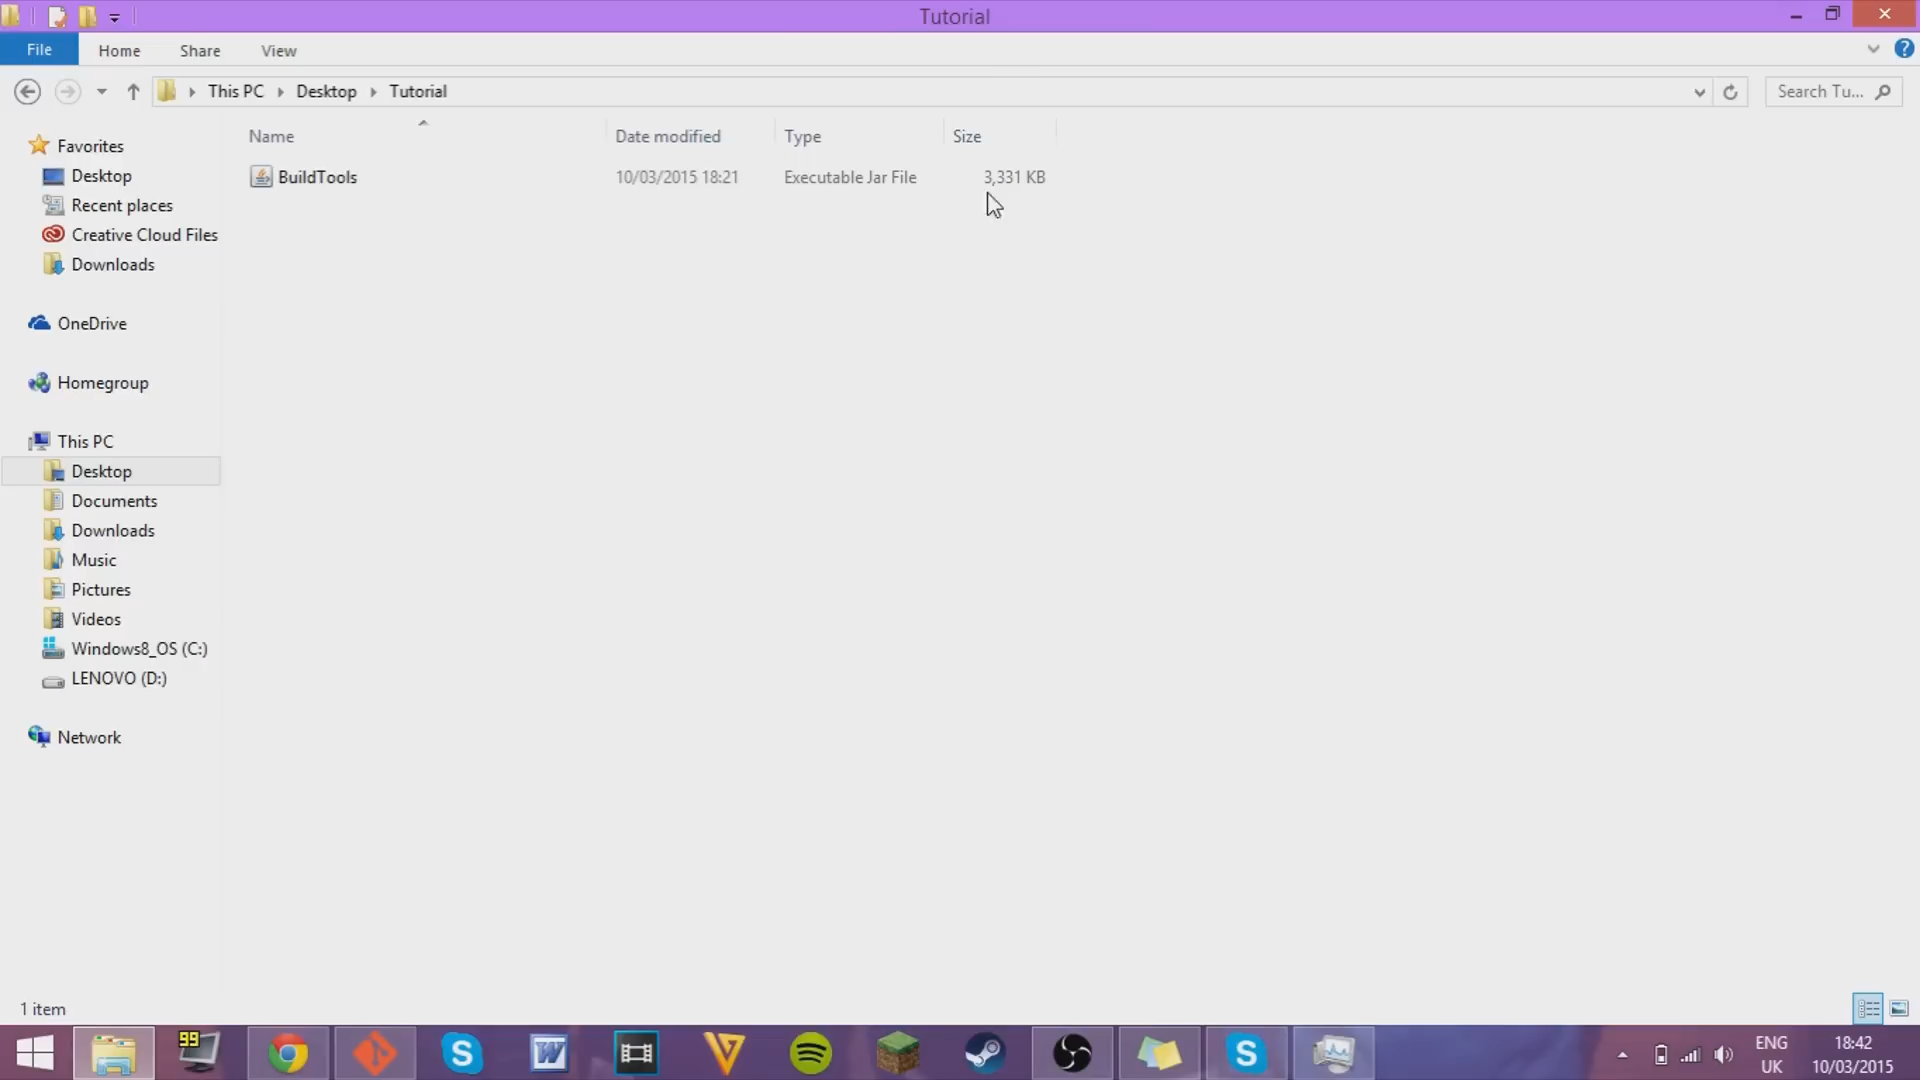 Tutorial
File Home Share View
This PC Desktop Tutorial
Search Tu...
Name Date modified Type Size
BuildTools 10/03/2015 18:21 Executable Jar File 3,331 KB
Favorites
Desktop
Recent places
Creative Cloud Files
Downloads
OneDrive
Homegroup
This PC
Desktop
Documents
Downloads
Music
Pictures
Videos
Windows8_OS (C:)
LENOVO (D:)
Network
1 item
99
ENG 18:42
UK 10/03/2015